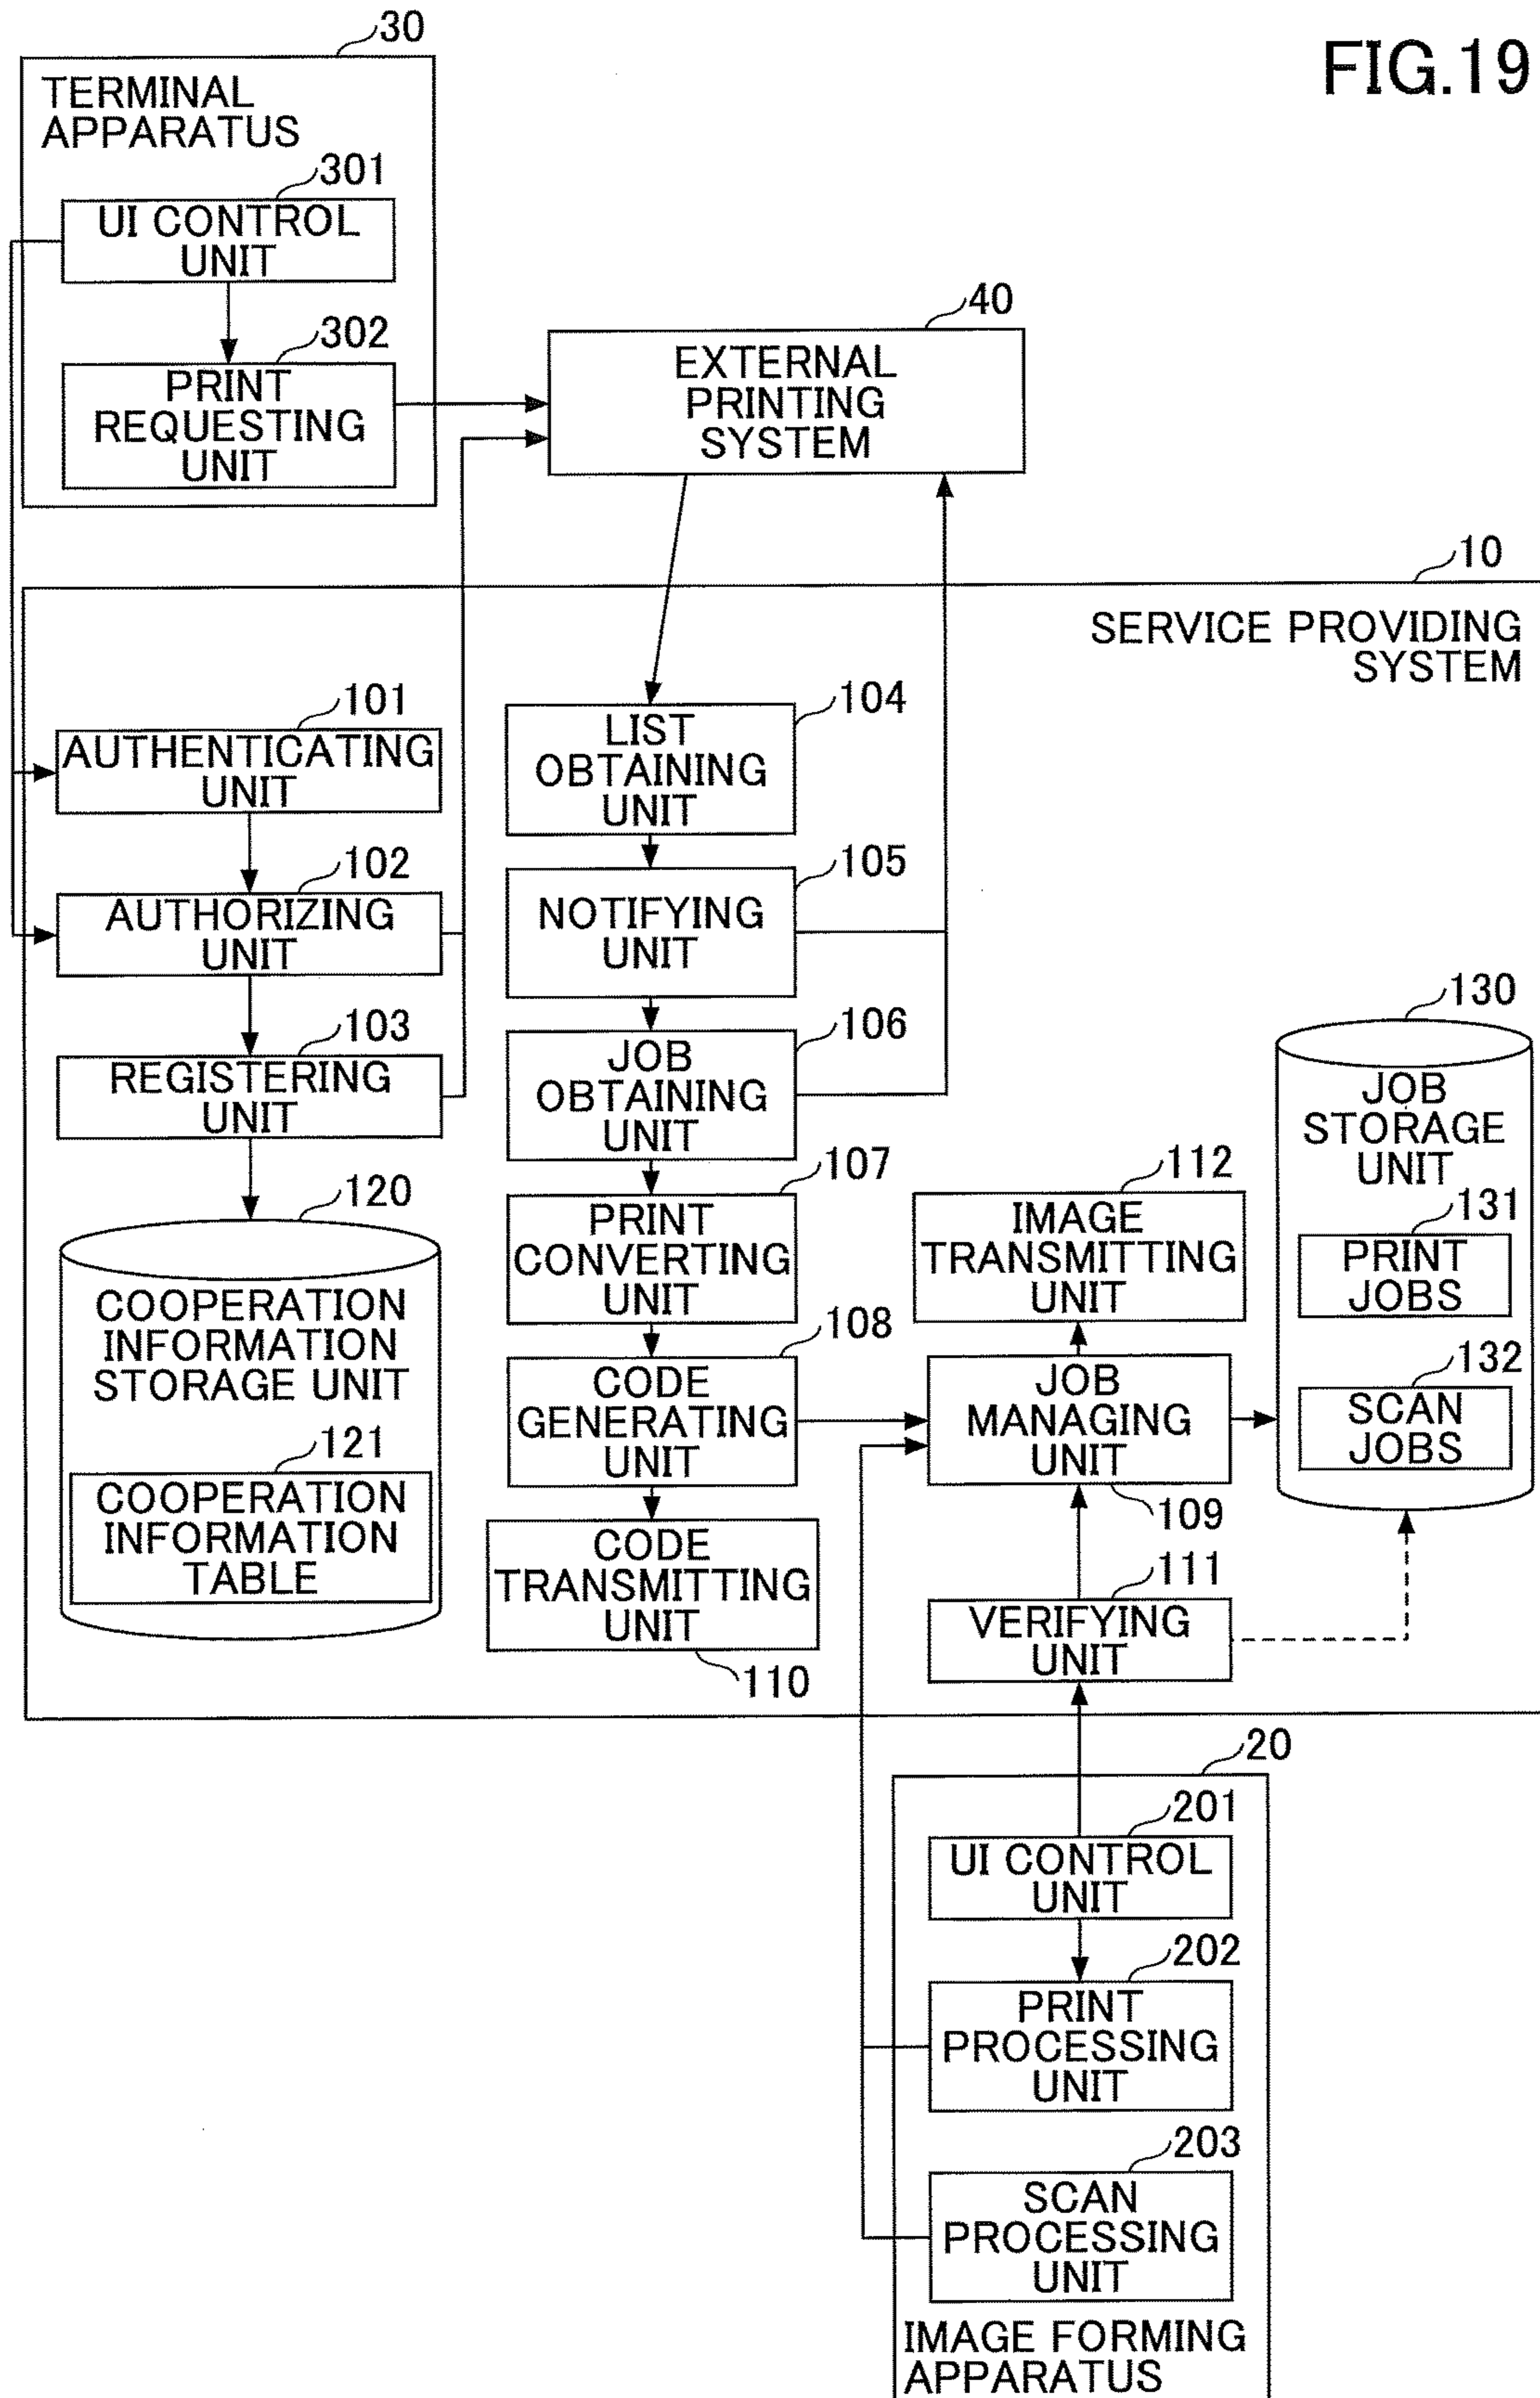 FIG.19
30
TERMINAL
APPARATUS
301
UI CONTROL
UNIT
302
PRINT
REQUESTING
UNIT
40
EXTERNAL
PRINTING
SYSTEM
10
SERVICE PROVIDING
SYSTEM
101
AUTHENTICATING
UNIT
102
AUTHORIZING
UNIT
103
REGISTERING
UNIT
120
COOPERATION
INFORMATION
STORAGE UNIT
121
COOPERATION
INFORMATION
TABLE
104
LIST
OBTAINING
UNIT
105
NOTIFYING
UNIT
106
JOB
OBTAINING
UNIT
107
PRINT
CONVERTING
UNIT
108
CODE
GENERATING
UNIT
CODE
TRANSMITTING
UNIT
110
112
IMAGE
TRANSMITTING
UNIT
JOB
MANAGING
UNIT
109
111
VERIFYING
UNIT
130
JOB
STORAGE
UNIT
131
PRINT
JOBS
132
SCAN
JOBS
20
201
UI CONTROL
UNIT
202
PRINT
PROCESSING
UNIT
203
SCAN
PROCESSING
UNIT
IMAGE FORMING
APPARATUS